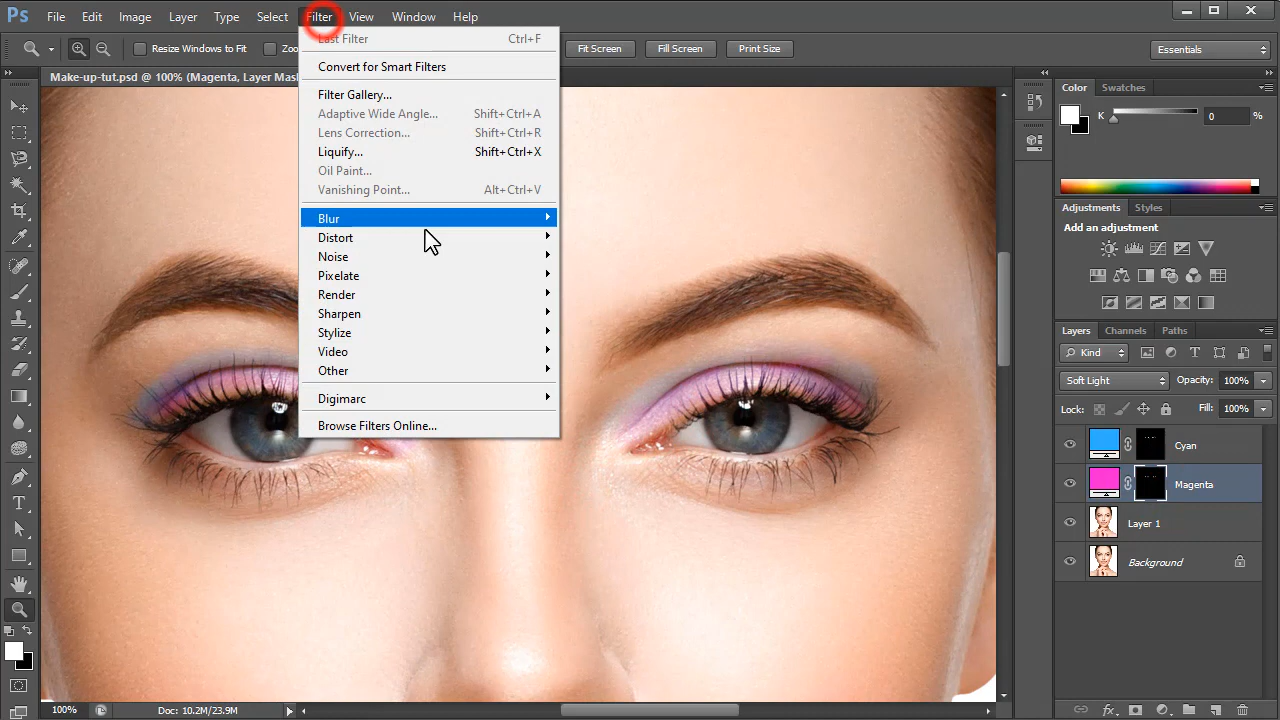 Ps File Edit Image Layer Type Select Filter View Window Help
Resize Windows to Fit Zoo Fit Screen Fill Screen Print Size Essentials
Make-up-tut.psd @ 100% (Magenta, Layer Mas
Last Filter Ctrl+F
Convert for Smart Filters
Filter Gallery...
Adaptive Wide Angle... Shift+Ctrl+A
Lens Correction... Shift+Ctrl+R
Liquify... Shift+Ctrl+X
Oil Paint...
Vanishing Point... Alt+Ctrl+V
Blur
Distort
Noise
Pixelate
Render
Sharpen
Stylize
Video
Other
Digimarc
Browse Filters Online...
Color Swatches
K 0 %
Adjustments Styles
Add an adjustment
Layers Channels Paths
Kind
Soft Light Opacity: 100%
Lock: Fill: 100%
Cyan
Magenta
Layer 1
Background
100% Doc: 10.2M/23.9M